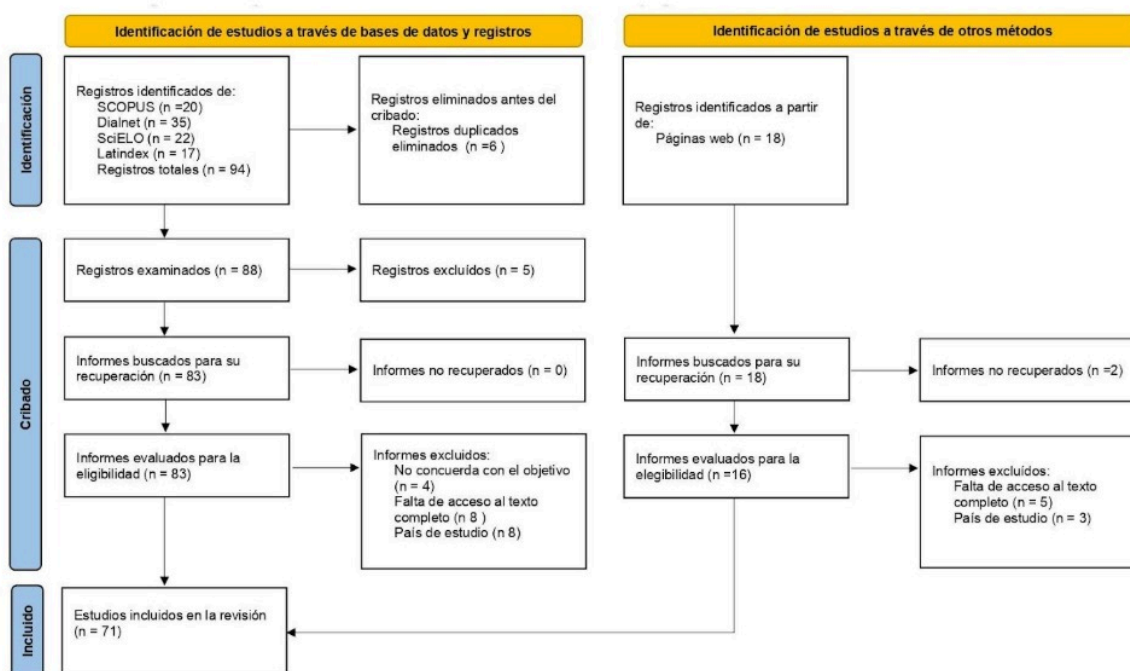 Identificación de estudios a través de bases de datos y registros
Identificación de estudios a través de otros métodos
Identificación
Registros identificados de:
SCOPUS (n =20)
Dialnet (n = 35)
SciELO (n = 22)
Latindex (n = 17)
Registros totales (n = 94)
Registros eliminados antes del
cribado:
Registros duplicados
eliminados (n =6 )
Registros identificados a partir
de:
Páginas web (n = 18)
Cribado
Registros examinados (n = 88)
Registros excluídos (n = 5)
Informes buscados para su
recuperación (n = 83)
Informes no recuperados (n = 0)
Informes buscados para su
recuperación (n = 18)
Informes no recuperados (n =2)
Informes evaluados para la
eligibilidad (n = 83)
Informes excluidos:
No concuerda con el objetivo
(n = 4)
Falta de acceso al texto
completo (n 8 )
País de estudio (n 8)
Informes evaluados para la
elegibilidad (n =16)
Informes excluídos:
Falta de acceso al texto
completo (n = 5)
País de estudio (n = 3)
Incluido
Estudios incluidos en la revisión
(n = 71)